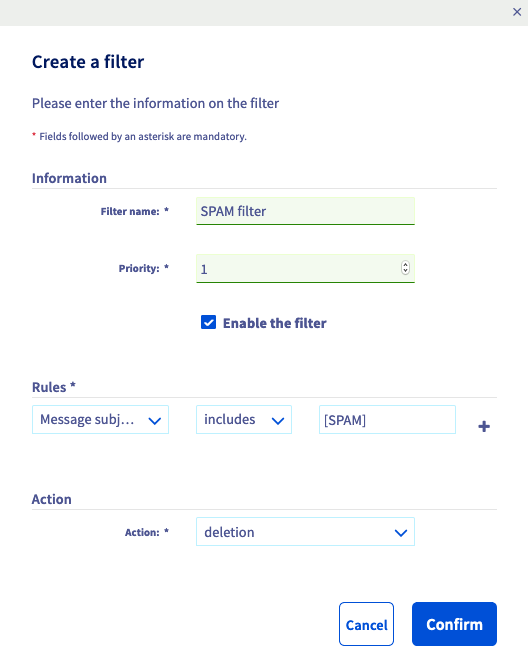 Create a filter
Please enter the information on the filter
* Fields followed by an asterisk are mandatory.
Information
Filter name: * SPAM filter
Priority: * 1
Enable the filter
Rules *
Message subj... includes [SPAM]
Action
Action: * deletion
Cancel Confirm